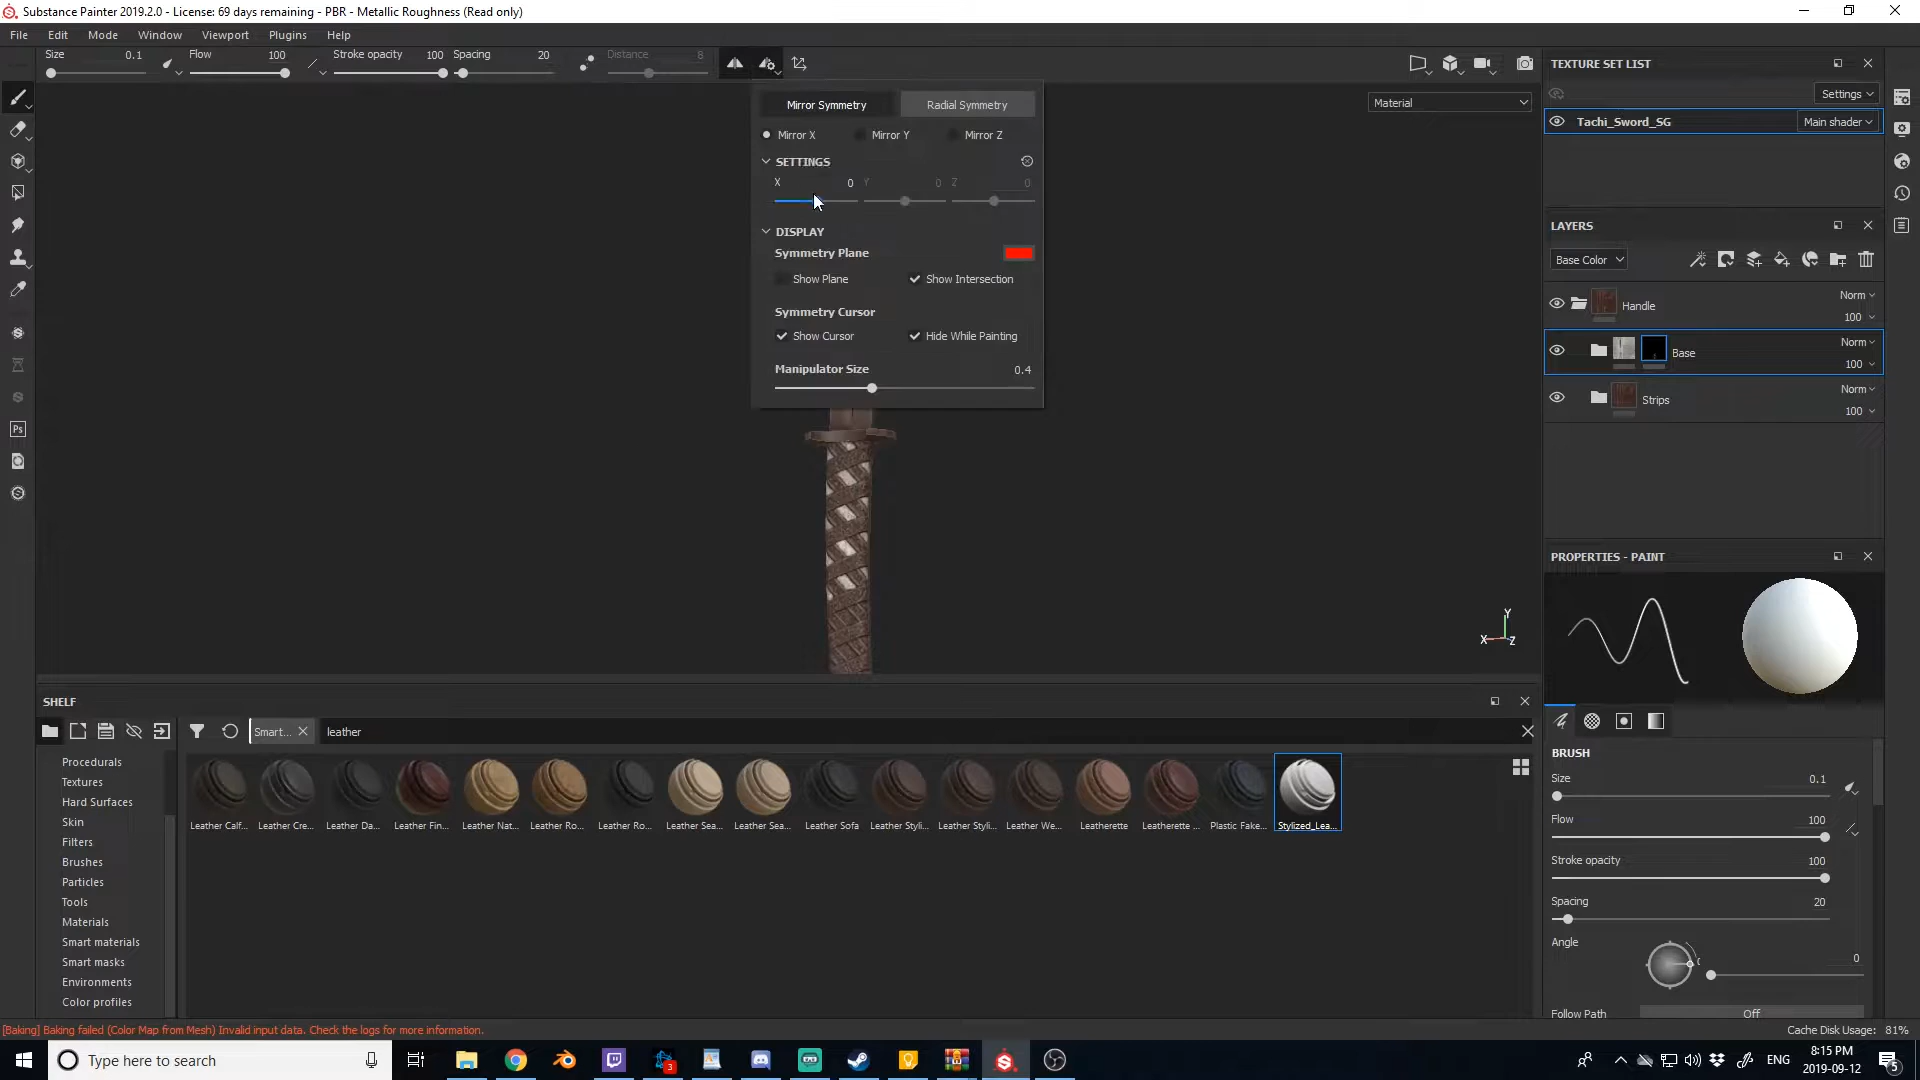 Substance Painter 2019.2.0 - License: 69 days remaining - PBR - Metallic Roughness (Read only)
File Edit Mode Window Viewport Plugins Help
Size 0.1 Flow 100 Stroke opacity 100 Spacing 20 Distance 8
Mirror Symmetry Radial Symmetry
Mirror X Mirror Y Mirror Z
SETTINGS
X 0 Y 0 Z 0
DISPLAY
Symmetry Plane
Show Plane Show Intersection
Symmetry Cursor
Show Cursor Hide While Painting
Manipulator Size 0.4
Material
Y
X Z
TEXTURE SET LIST
Settings
Tachi_Sword_SG Main shader
LAYERS
Base Color
Handle Norm
100
Base Norm
100
Strips Norm
100
PROPERTIES - PAINT
BRUSH
Size 0.1
Flow 100
Stroke opacity 100
Spacing 20
Angle 0
Follow Path Off
SHELF
Smart... leather
Procedurals
Textures
Hard Surfaces
Skin
Filters
Brushes
Particles
Tools
Materials
Smart materials
Smart masks
Environments
Color profiles
Leather Calf... Leather Cre... Leather Da... Leather Fin... Leather Nat... Leather Ro... Leather Ro... Leather Sea... Leather Sea... Leather Sofa Leather Styli... Leather Styli... Leather We... Leatherette Leatherette ... Plastic Fake... Stylized_Lea...
[Baking] Baking failed (Color Map from Mesh) Invalid input data. Check the logs for more information.
Cache Disk Usage: 81%
Type here to search
Ps
3
ENG
8:15 PM
2019-09-12
5